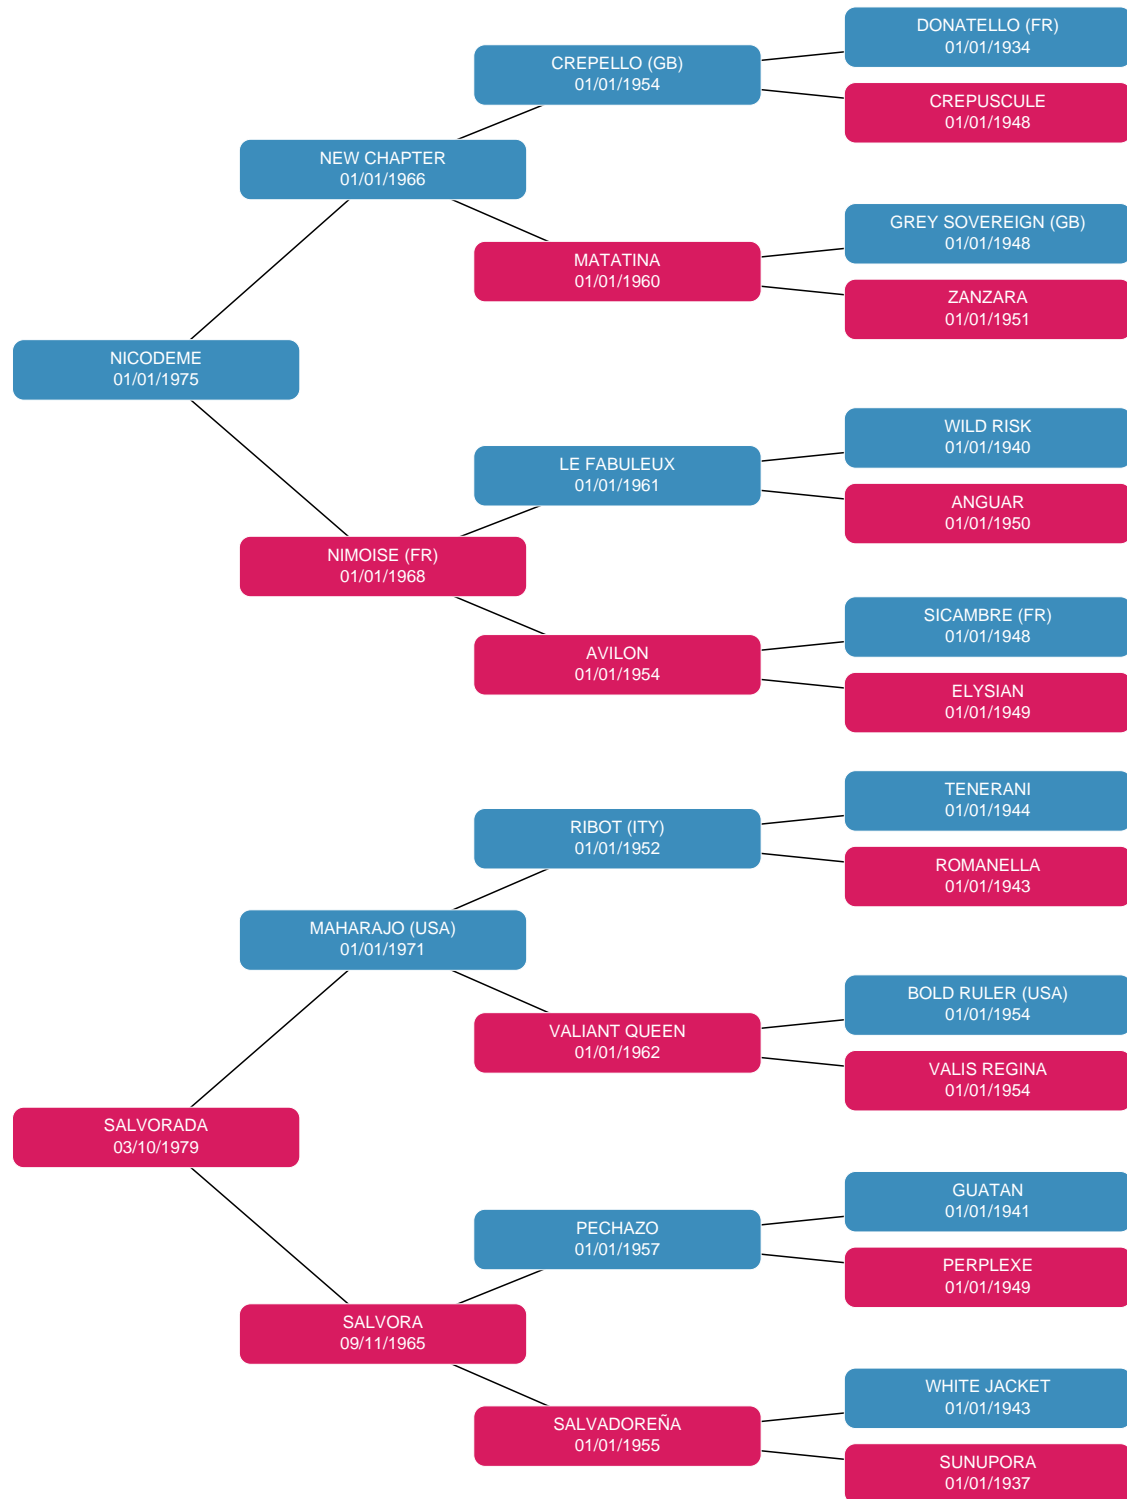 DONATELLO (FR)
01/01/1934
CREPELLO (GB)
01/01/1954
CREPUSCULE
01/01/1948
NEW CHAPTER
01/01/1966
GREY SOVEREIGN (GB)
01/01/1948
MATATINA
01/01/1960
ZANZARA
01/01/1951
NICODEME
01/01/1975
WILD RISK
01/01/1940
LE FABULEUX
01/01/1961
ANGUAR
01/01/1950
NIMOISE (FR)
01/01/1968
SICAMBRE (FR)
01/01/1948
AVILON
01/01/1954
ELYSIAN
01/01/1949
TENERANI
01/01/1944
RIBOT (ITY)
01/01/1952
ROMANELLA
01/01/1943
MAHARAJO (USA)
01/01/1971
BOLD RULER (USA)
01/01/1954
VALIANT QUEEN
01/01/1962
VALIS REGINA
01/01/1954
SALVORADA
03/10/1979
GUATAN
01/01/1941
PECHAZO
01/01/1957
PERPLEXE
01/01/1949
SALVORA
09/11/1965
WHITE JACKET
01/01/1943
SALVADOREÑA
01/01/1955
SUNUPORA
01/01/1937